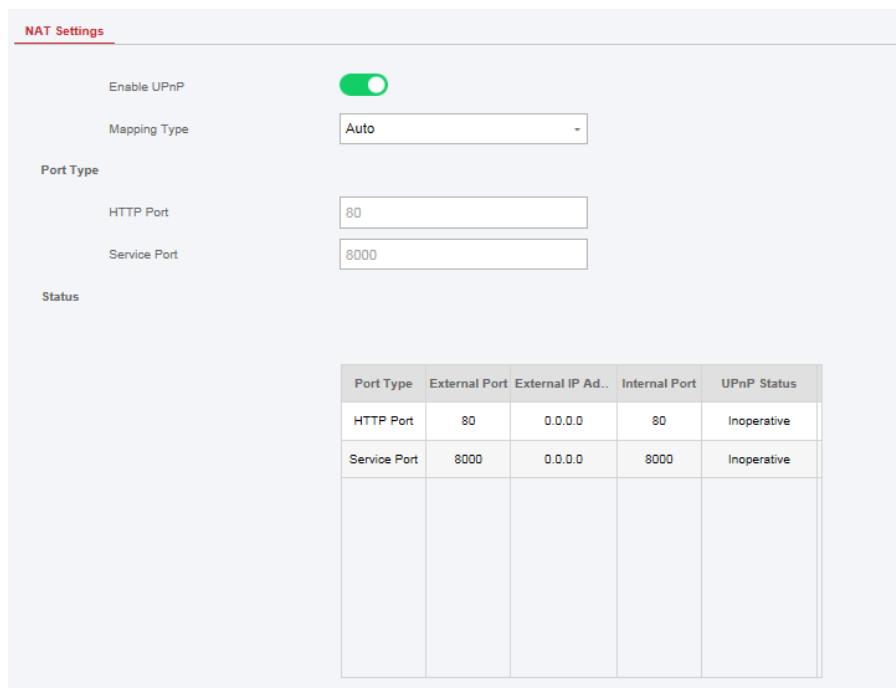 NAT Settings
Enable UPnP
Mapping Type Auto
Port Type
HTTP Port 80
Service Port 8000
Status
Port Type External Port External IP Ad.. Internal Port UPnP Status
HTTP Port 80 0.0.0.0 80 Inoperative
Service Port 8000 0.0.0.0 8000 Inoperative